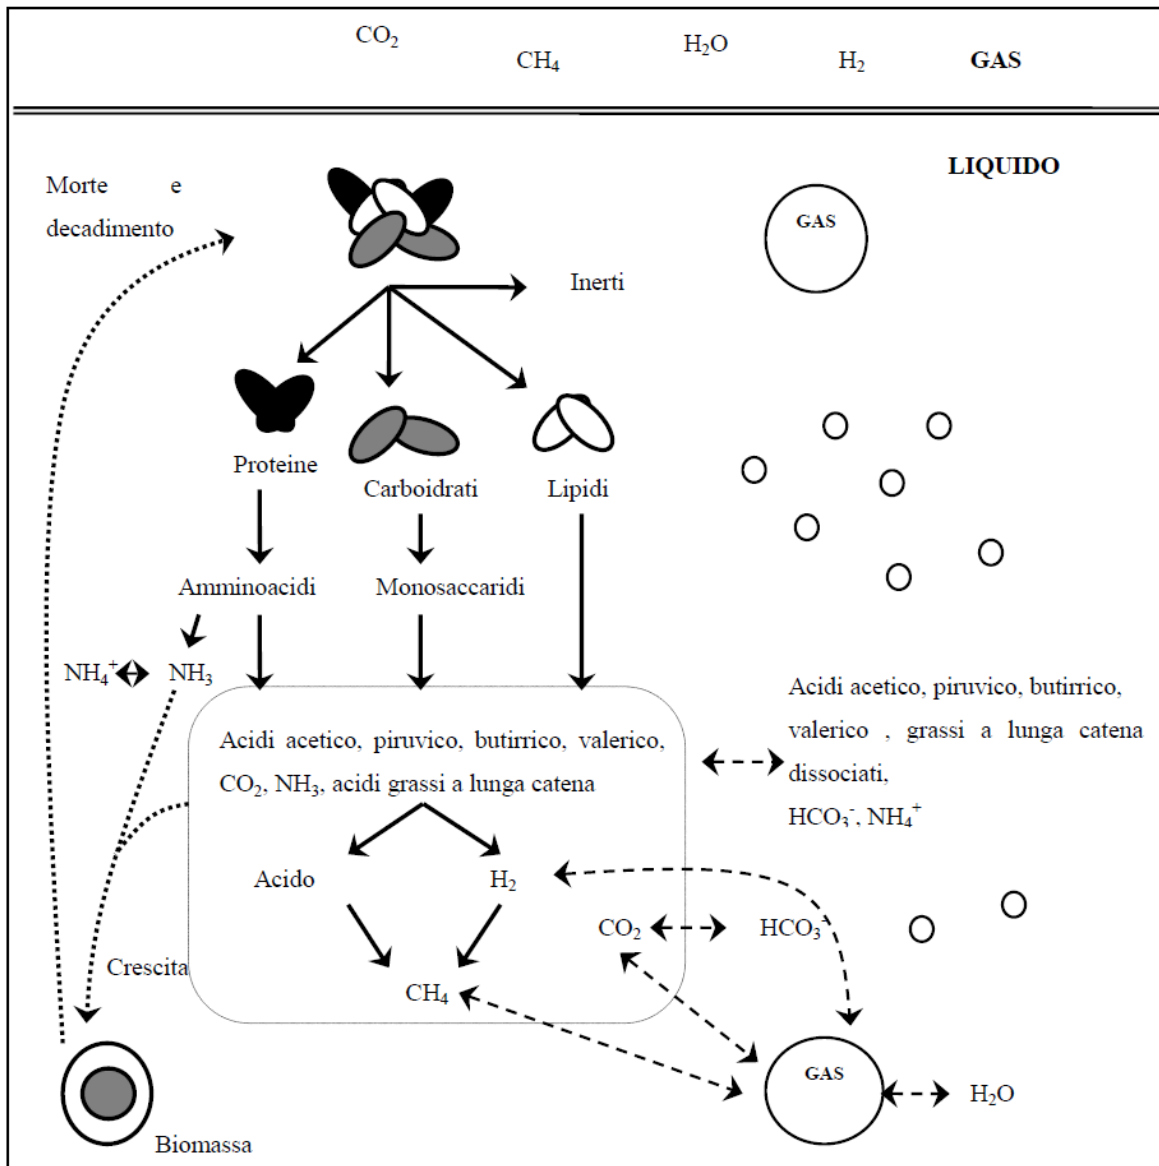 CO₂
CH₄
H₂O
H₂
GAS
LIQUIDO
Morte e
decadimento
GAS
Inerti
Proteine
Carboidrati
Lipidi
Amminoacidi
Monosaccaridi
NH₄⁺
NH₃
Acidi acetico, piruvico, butirrico, valerico,
CO₂, NH₃, acidi grassi a lunga catena
Acidi acetico, piruvico, butirrico,
valerico , grassi a lunga catena
dissociati,
HCO₃⁻, NH₄⁺
Acido
H₂
CO₂
HCO₃⁻
CH₄
Crescita
GAS
H₂O
Biomassa